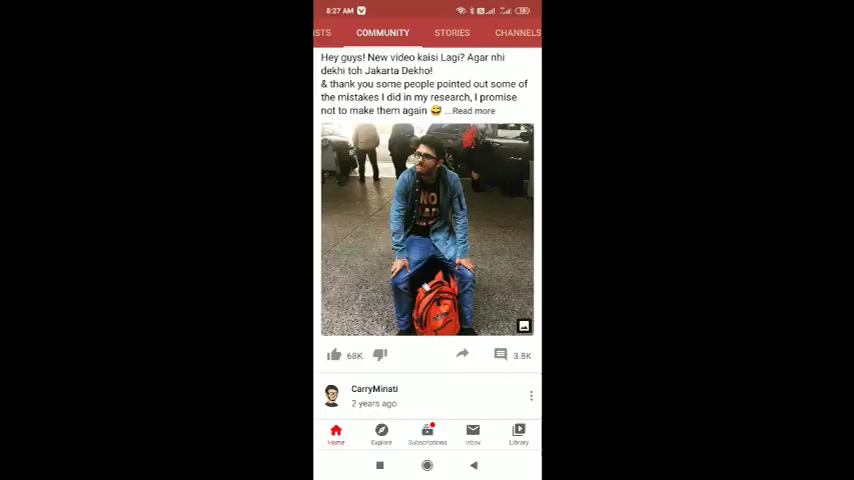 8:27 AM
ISTS COMMUNITY STORIES CHANNELS
Hey guys! New video kaisi Lagi? Agar nhi
dekhi toh Jakarta Dekho!
& thank you some people pointed out some of
the mistakes I did in my research, I promise
not to make them again 😅 ...Read more
NO
68K 3.8K
CarryMinati
2 years ago
Home Explore Subscriptions Inbox Library